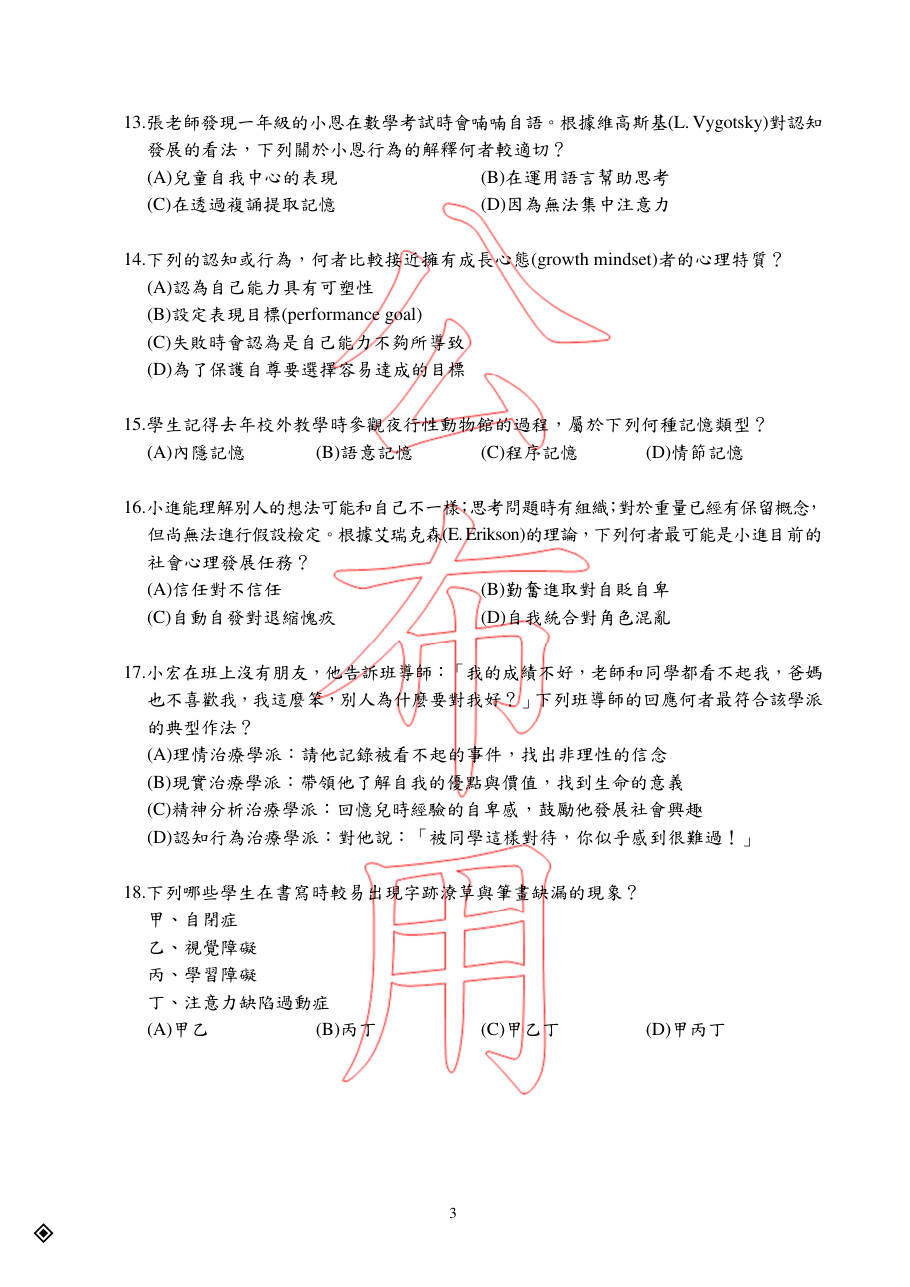 13.張老師發現一年級的小恩在數學考試時會喃喃自語。根據維高斯基(L. Vygotsky)對認知
發展的看法，下列關於小恩行為的解釋何者較適切？
(A)兒童自我中心的表現 (B)在運用語言幫助思考
(C)在透過複誦提取記憶 (D)因為無法集中注意力
14.下列的認知或行為，何者比較接近擁有成長心態(growth mindset)者的心理特質？
(A)認為自己能力具有可塑性
(B)設定表現目標(performance goal)
(C)失敗時會認為是自己能力不夠所導致
(D)為了保護自尊要選擇容易達成的目標
15.學生記得去年校外教學時參觀夜行性動物館的過程，屬於下列何種記憶類型？
(A)內隱記憶 (B)語意記憶 (C)程序記憶 (D)情節記憶
16.小進能理解別人的想法可能和自己不一樣；思考問題時有組織；對於重量已經有保留概念，
但尚無法進行假設檢定。根據艾瑞克森(E. Erikson)的理論，下列何者最可能是小進目前的
社會心理發展任務？
(A)信任對不信任 (B)勤奮進取對自貶自卑
(C)自動自發對退縮愧疚 (D)自我統合對角色混亂
17.小宏在班上沒有朋友，他告訴班導師：「我的成績不好，老師和同學都看不起我，爸媽
也不喜歡我，我這麼笨，別人為什麼要對我好？」下列班導師的回應何者最符合該學派
的典型作法？
(A)理情治療學派：請他記錄被看不起的事件，找出非理性的信念
(B)現實治療學派：帶領他了解自我的優點與價值，找到生命的意義
(C)精神分析治療學派：回憶兒時經驗的自卑感，鼓勵他發展社會興趣
(D)認知行為治療學派：對他說：「被同學這樣對待，你似乎感到很難過！」
18.下列哪些學生在書寫時較易出現字跡潦草與筆畫缺漏的現象？
甲、自閉症
乙、視覺障礙
丙、學習障礙
丁、注意力缺陷過動症
(A)甲乙 (B)丙丁 (C)甲乙丁 (D)甲丙丁
公布用
3